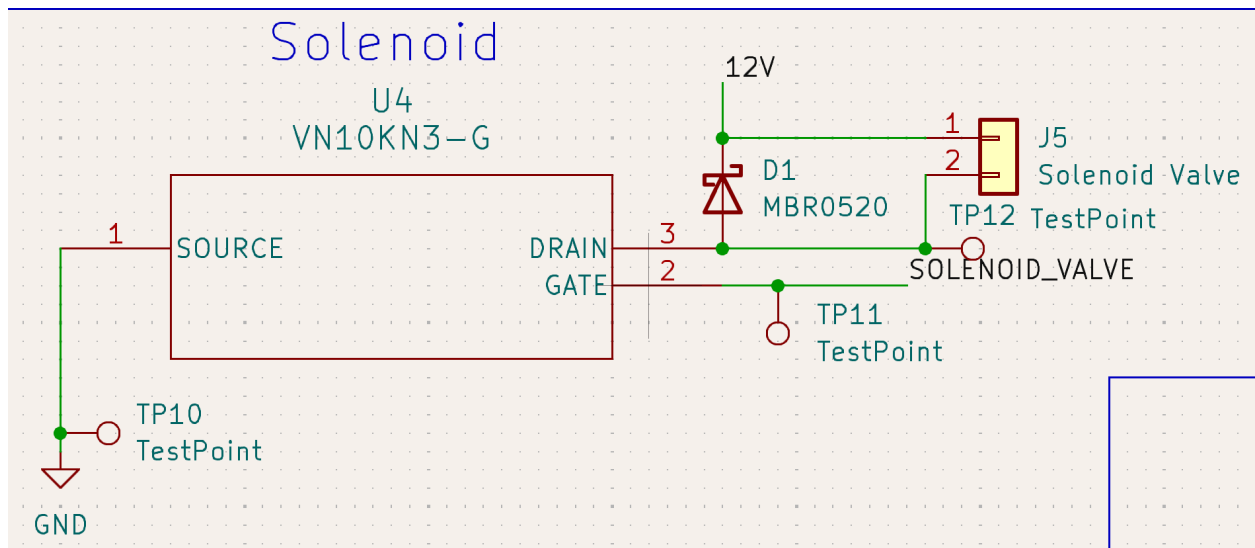 Solenoid
U4
VN10KN3-G
12V
1
2
J5
Solenoid Valve
D1
MBR0520
TP12
TestPoint
1
SOURCE
DRAIN
3
GATE
2
SOLENOID_VALVE
TP11
TestPoint
TP10
TestPoint
GND